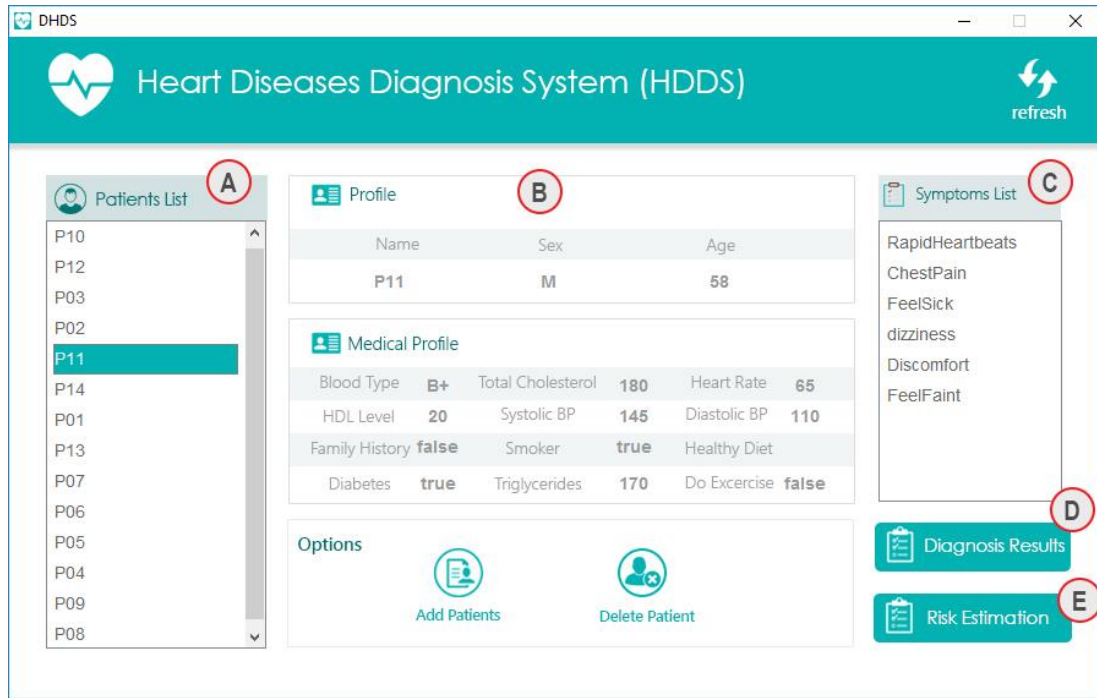 DHDS
Heart Diseases Diagnosis System (HDDS)
refresh
Patients List
A
P10
P12
P03
P02
P11
P14
P01
P13
P07
P06
P05
P04
P09
P08
Profile
B
Name Sex Age
P11 M 58
Medical Profile
Blood Type B+ Total Cholesterol 180 Heart Rate 65
HDL Level 20 Systolic BP 145 Diastolic BP 110
Family History false Smoker true Healthy Diet
Diabetes true Triglycerides 170 Do Excercise false
Options
Add Patients
Delete Patient
Symptoms List
C
RapidHeartbeats
ChestPain
FeelSick
dizziness
Discomfort
FeelFaint
D
Diagnosis Results
E
Risk Estimation